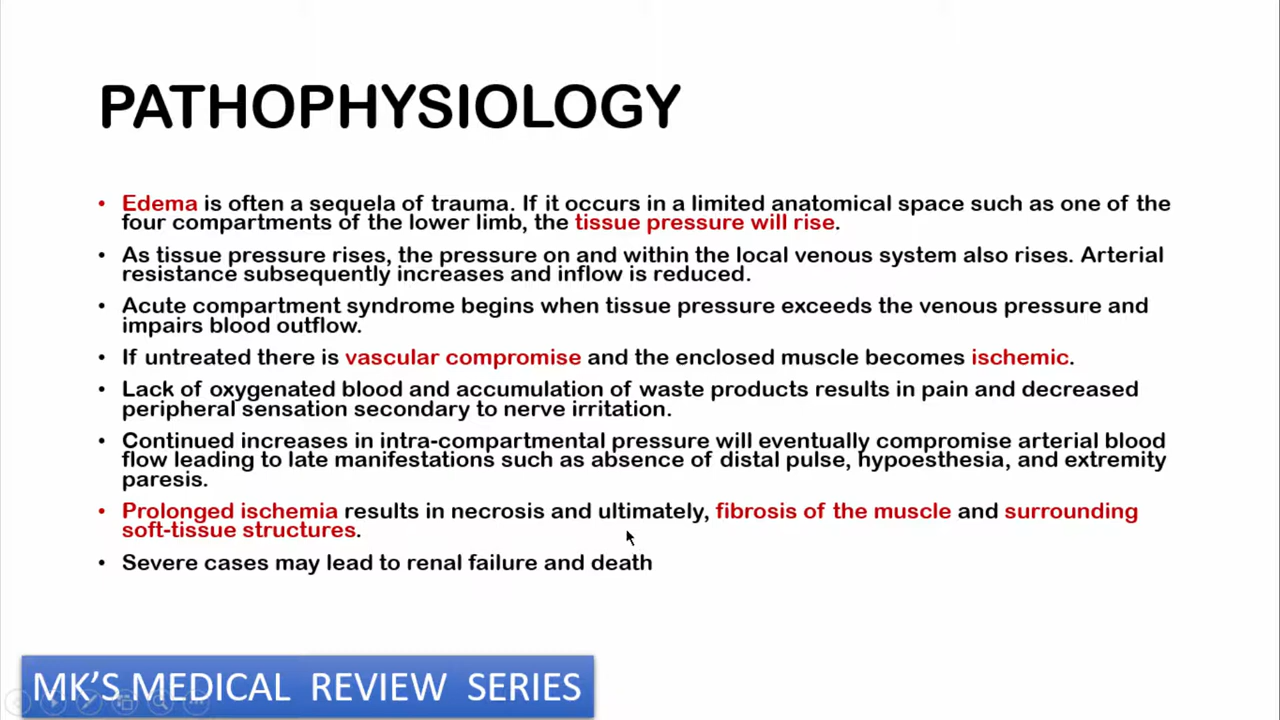 PATHOPHYSIOLOGY
• Edema is often a sequela of trauma. If it occurs in a limited anatomical space such as one of the
four compartments of the lower limb, the tissue pressure will rise.
• As tissue pressure rises, the pressure on and within the local venous system also rises. Arterial
resistance subsequently increases and inflow is reduced.
• Acute compartment syndrome begins when tissue pressure exceeds the venous pressure and
impairs blood outflow.
• If untreated there is vascular compromise and the enclosed muscle becomes ischemic.
• Lack of oxygenated blood and accumulation of waste products results in pain and decreased
peripheral sensation secondary to nerve irritation.
• Continued increases in intra-compartmental pressure will eventually compromise arterial blood
flow leading to late manifestations such as absence of distal pulse, hypoesthesia, and extremity
paresis.
• Prolonged ischemia results in necrosis and ultimately, fibrosis of the muscle and surrounding
soft-tissue structures.
• Severe cases may lead to renal failure and death
MK'S MEDICAL REVIEW SERIES